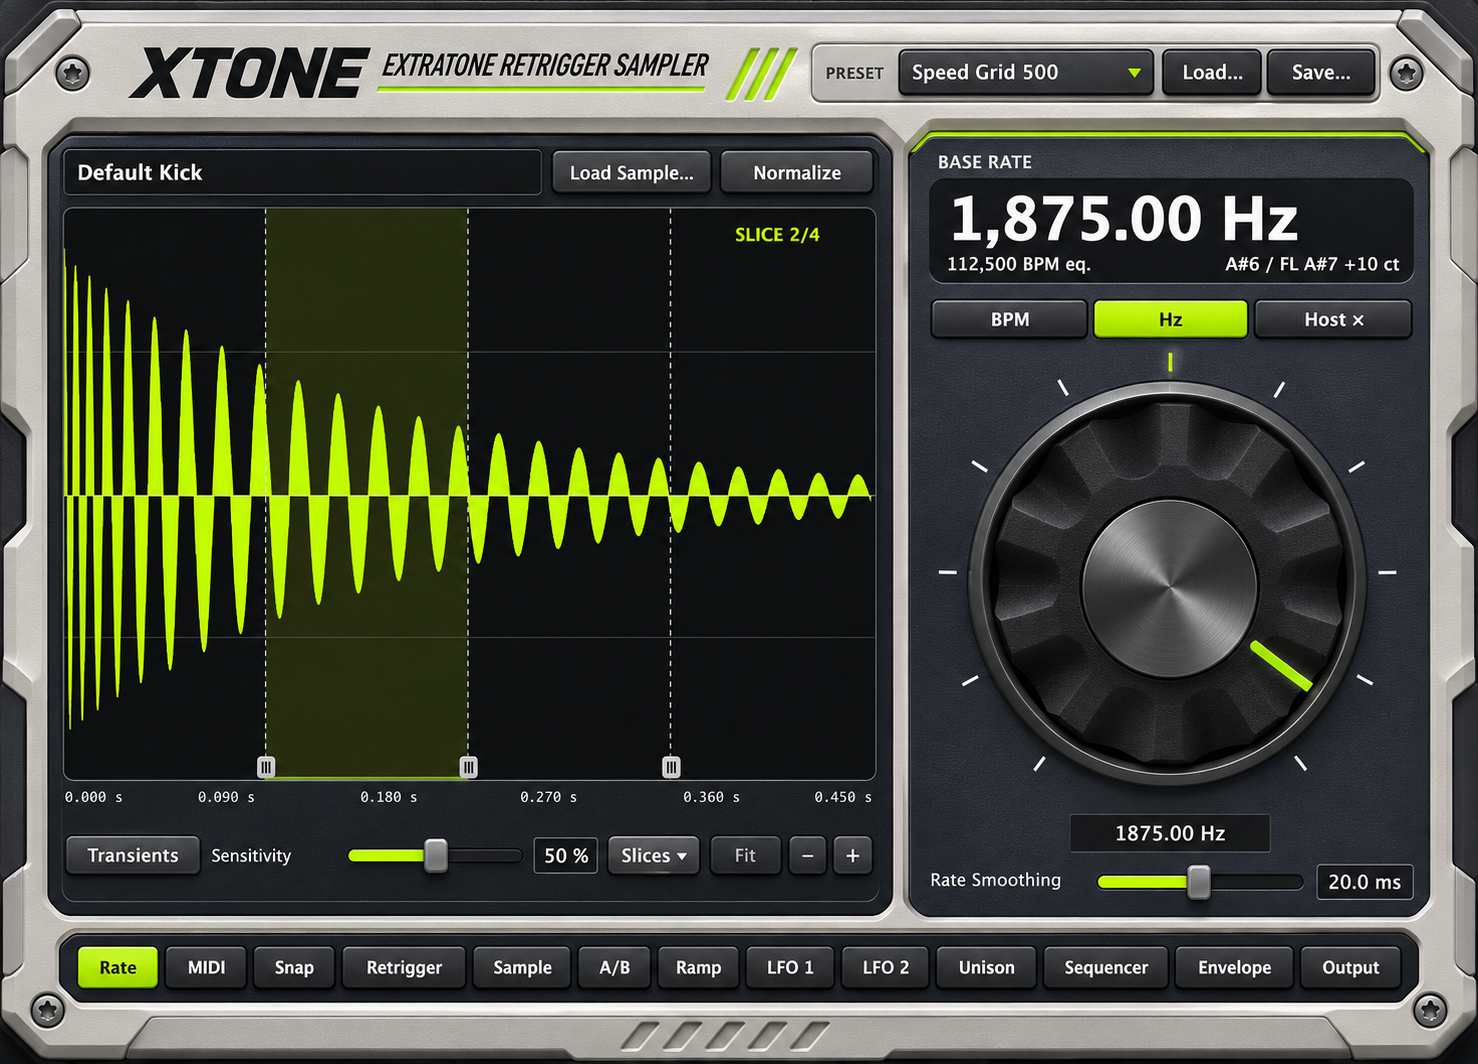 XTONE EXTRATONE RETRIGGER SAMPLER
PRESET Speed Grid 500 Load... Save...
Default Kick Load Sample... Normalize
SLICE 2/4
0.000 s 0.090 s 0.180 s 0.270 s 0.360 s 0.450 s
Transients Sensitivity 50 % Slices Fit − +
BASE RATE
1,875.00 Hz
112,500 BPM eq. A#6 / FL A#7 +10 ct
BPM Hz Host ×
1875.00 Hz
Rate Smoothing 20.0 ms
Rate MIDI Snap Retrigger Sample A/B Ramp LFO 1 LFO 2 Unison Sequencer Envelope Output